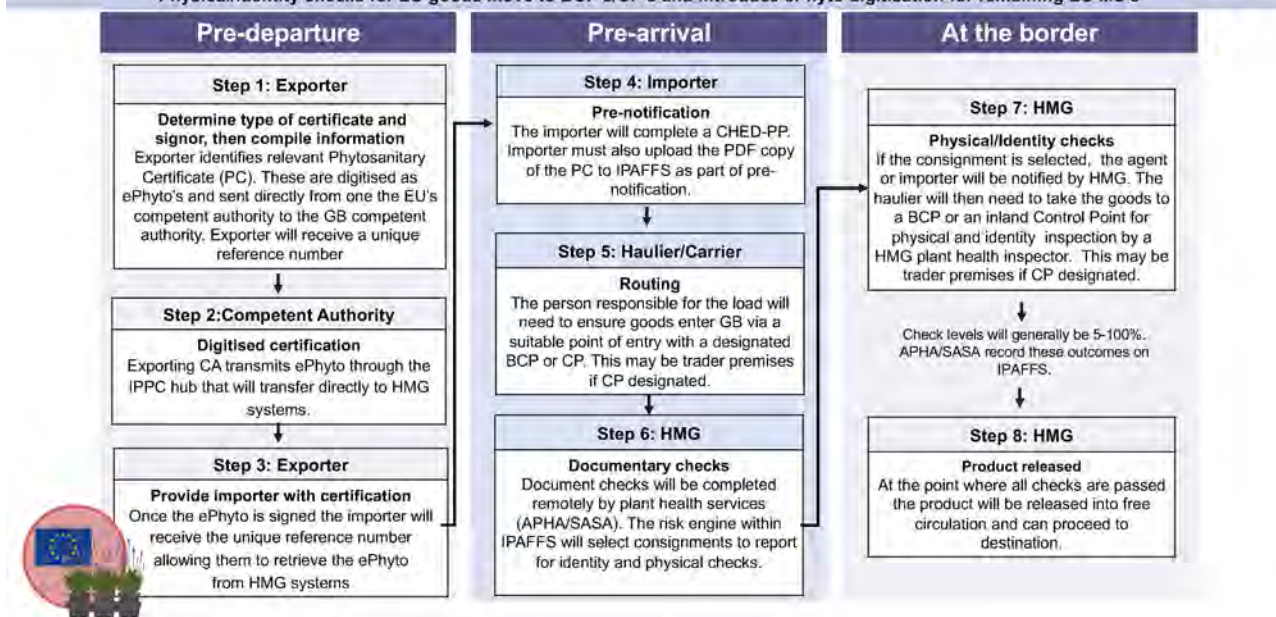 Pre-departure
Step 1: Exporter
Determine type of certificate and
signor, then compile information
Exporter identifies relevant Phytosanitary
Certificate (PC). These are digitised as
ePhyto's and sent directly from one the EU's
competent authority to the GB competent
authority. Exporter will receive a unique
reference number
Step 2:Competent Authority
Digitised certification
Exporting CA transmits ePhyto through the
IPPC hub that will transfer directly to HMG
systems.
Step 3: Exporter
Provide importer with certification
Once the ePhyto is signed the importer will
receive the unique reference number
allowing them to retrieve the ePhyto
from HMG systems
Pre-arrival
Step 4: Importer
Pre-notification
The importer will complete a CHED-PP.
Importer must also upload the PDF copy
of the PC to IPAFFS as part of pre-
notification.
Step 5: Haulier/Carrier
Routing
The person responsible for the load will
need to ensure goods enter GB via a
suitable point of entry with a designated
BCP or CP. This may be trader premises
if CP designated.
Step 6: HMG
Documentary checks
Document checks will be completed
remotely by plant health services
(APHA/SASA). The risk engine within
IPAFFS will select consignments to report
for identity and physical checks.
At the border
Step 7: HMG
Physical/Identity checks
If the consignment is selected, the agent
or importer will be notified by HMG. The
haulier will then need to take the goods to
a BCP or an inland Control Point for
physical and identity inspection by a
HMG plant health inspector. This may be
trader premises if CP designated.
Check levels will generally be 5-100%.
APHA/SASA record these outcomes on
IPAFFS.
Step 8: HMG
Product released
At the point where all checks are passed
the product will be released into free
circulation and can proceed to
destination.